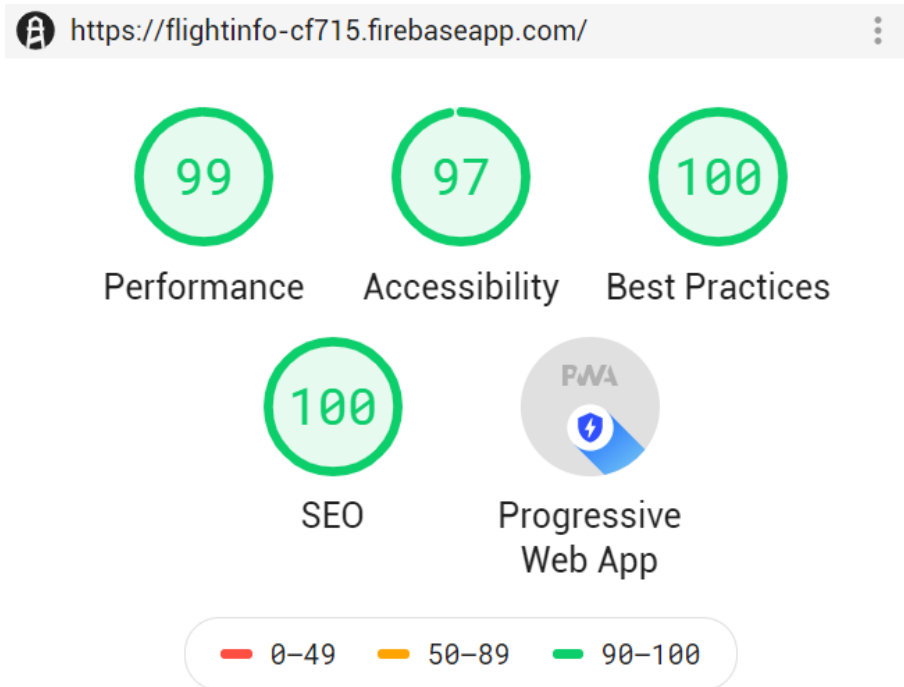 https://flightinfo-cf715.firebaseapp.com/
99 97 100
Performance Accessibility Best Practices
100 PWA
SEO Progressive
Web App
0–49 50–89 90–100